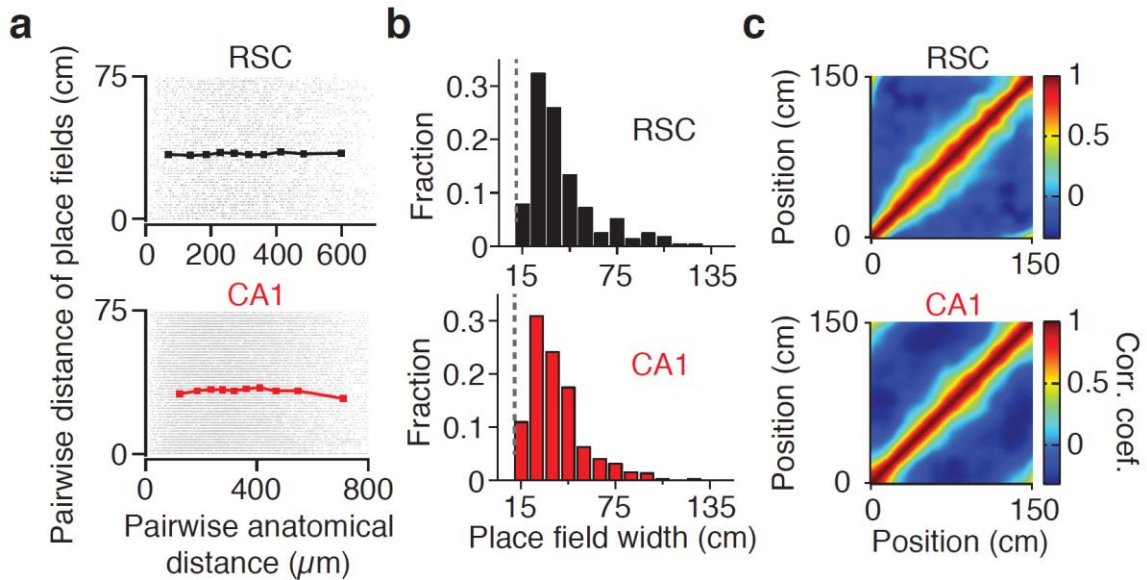 a
Pairwise distance of place fields (cm)
RSC
75
0
0 200 400 600
CA1
75
0
0 400 800
Pairwise anatomical
distance (µm)
b
Fraction
0.3
0.2
0.1
0
RSC
15 75 135
Fraction
0.3
0.2
0.1
0
CA1
15 75 135
Place field width (cm)
c
RSC
Position (cm)
150
0
0 150
1
0.5
0
CA1
Position (cm)
150
0
0 150
Position (cm)
1
0.5
0
Corr. coef.